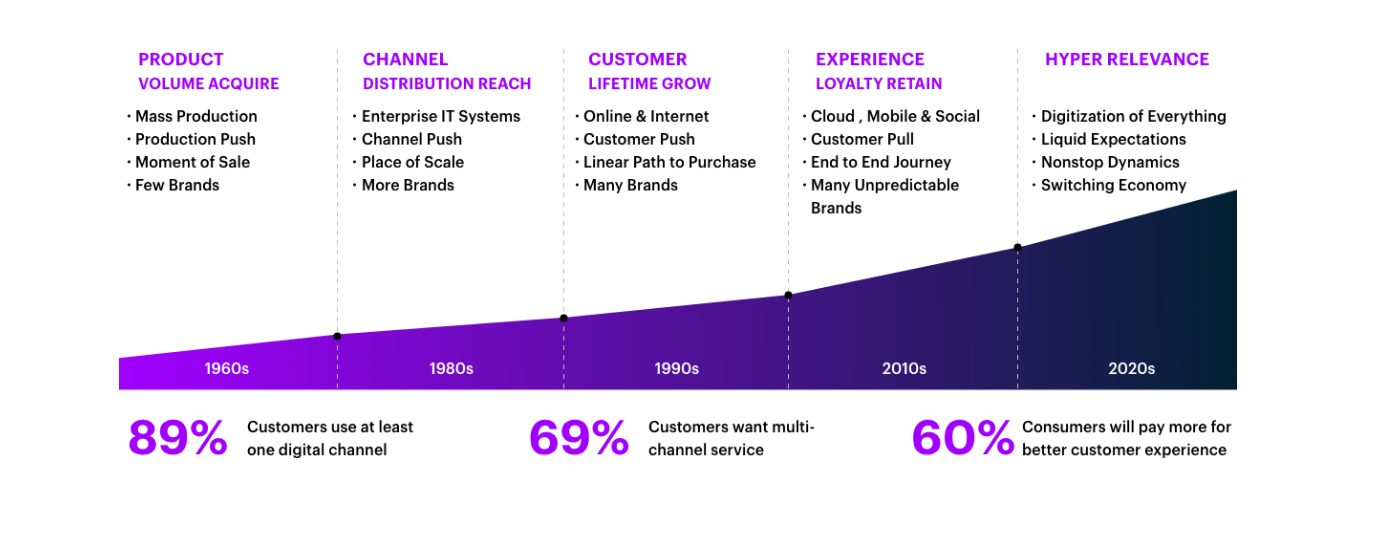 PRODUCT
VOLUME ACQUIRE
· Mass Production
· Production Push
· Moment of Sale
· Few Brands
CHANNEL
DISTRIBUTION REACH
· Enterprise IT Systems
· Channel Push
· Place of Scale
· More Brands
CUSTOMER
LIFETIME GROW
· Online & Internet
· Customer Push
· Linear Path to Purchase
· Many Brands
EXPERIENCE
LOYALTY RETAIN
· Cloud , Mobile & Social
· Customer Pull
· End to End Journey
· Many Unpredictable
Brands
HYPER RELEVANCE
· Digitization of Everything
· Liquid Expectations
· Nonstop Dynamics
· Switching Economy
1960s
1980s
1990s
2010s
2020s
89%
Customers use at least
one digital channel
69%
Customers want multi-
channel service
60%
Consumers will pay more for
better customer experience